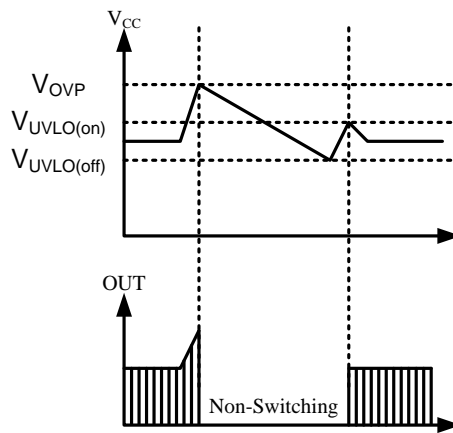 VCC
VOVP
VUVLO(on)
VUVLO(off)
OUT
Non-Switching